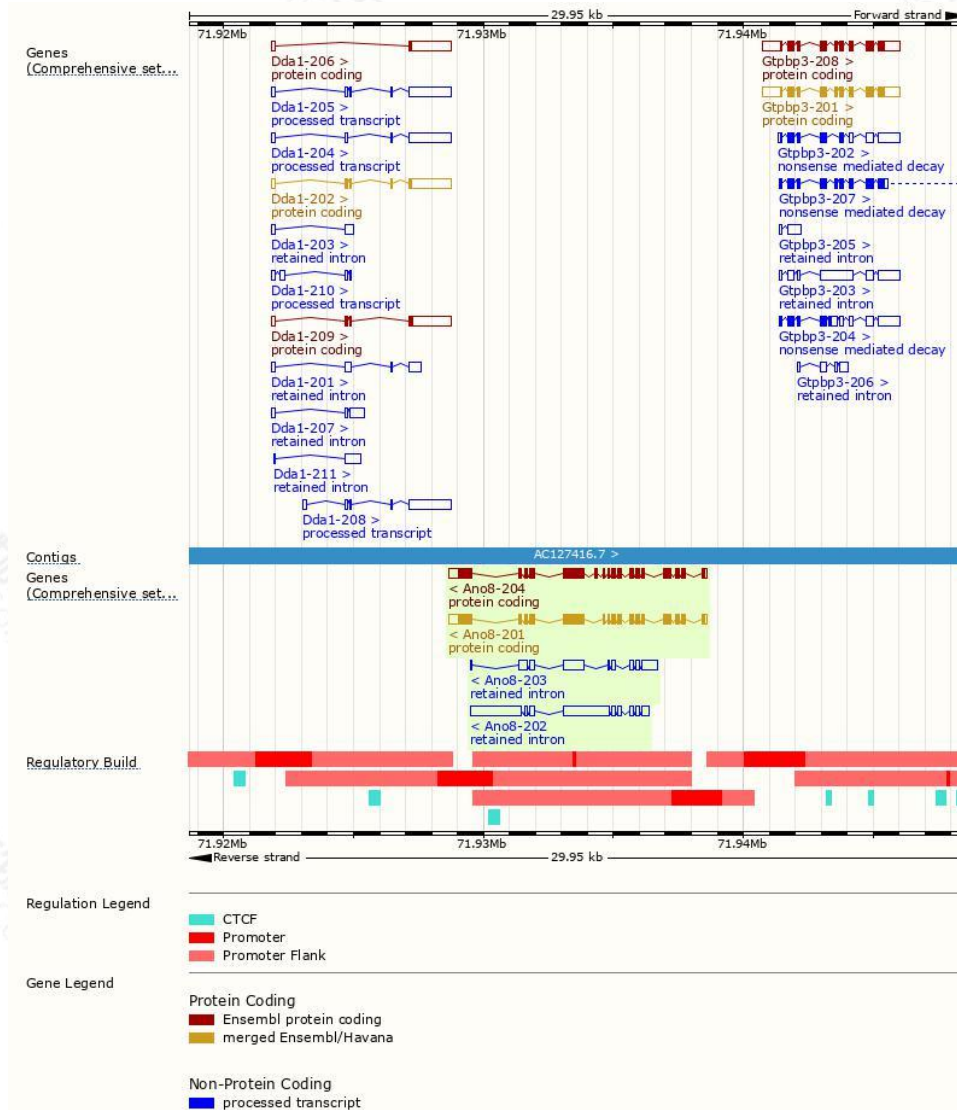 29.95 kb
Forward strand
71.92Mb
71.93Mb
71.94Mb
Genes
(Comprehensive set...
Dda1-206 >
protein coding
Gtpbp3-208 >
protein coding
Dda1-205 >
processed transcript
Gtpbp3-201 >
protein coding
Dda1-204 >
processed transcript
Gtpbp3-202 >
nonsense mediated decay
Dda1-202 >
protein coding
Gtpbp3-207 >
nonsense mediated decay
Dda1-203 >
retained intron
Gtpbp3-205 >
retained intron
Dda1-210 >
processed transcript
Gtpbp3-203 >
retained intron
Dda1-209 >
protein coding
Gtpbp3-204 >
nonsense mediated decay
Dda1-201 >
retained intron
Gtpbp3-206 >
retained intron
Dda1-207 >
retained intron
Dda1-211 >
retained intron
Dda1-208 >
processed transcript
Contigs
AC127416.7 >
Genes
(Comprehensive set...
< Ano8-204
protein coding
< Ano8-201
protein coding
< Ano8-203
retained intron
< Ano8-202
retained intron
Regulatory Build
71.92Mb
71.93Mb
71.94Mb
Reverse strand
29.95 kb
Regulation Legend
CTCF
Promoter
Promoter Flank
Gene Legend
Protein Coding
Ensembl protein coding
merged Ensembl/Havana
Non-Protein Coding
processed transcript